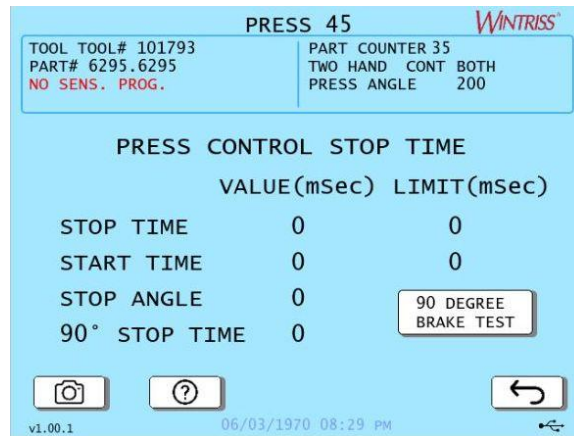 PRESS 45
WINTRISS
TOOL TOOL# 101793
PART# 6295.6295
NO SENS. PROG.
PART COUNTER 35
TWO HAND CONT BOTH
PRESS ANGLE 200
PRESS CONTROL STOP TIME
VALUE(mSec) LIMIT(mSec)
STOP TIME 0 0
START TIME 0 0
STOP ANGLE 0
90° STOP TIME 0
90 DEGREE
BRAKE TEST
v1.00.1
06/03/1970 08:29 PM